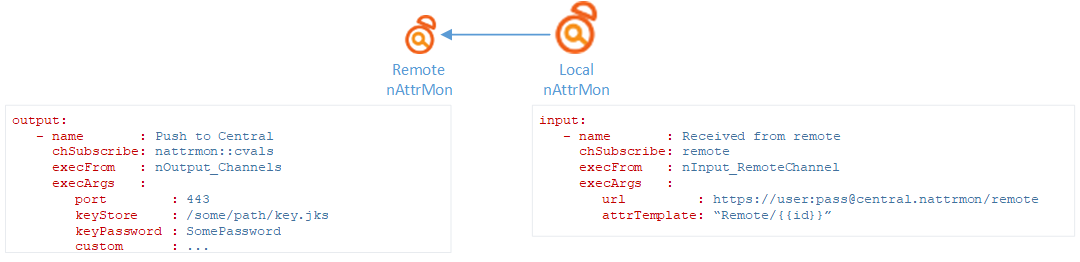 Remote
nAttrMon
Local
nAttrMon
output:
- name : Push to Central
chSubscribe: nattrmon::cvals
execFrom : nOutput_Channels
execArgs :
port : 443
keyStore : /some/path/key.jks
keyPassword : SomePassword
custom : ...
input:
- name : Received from remote
chSubscribe: remote
execFrom : nInput_RemoteChannel
execArgs :
url : https://user:pass@central.nattrmon/remote
attrTemplate: “Remote/{{id}}”